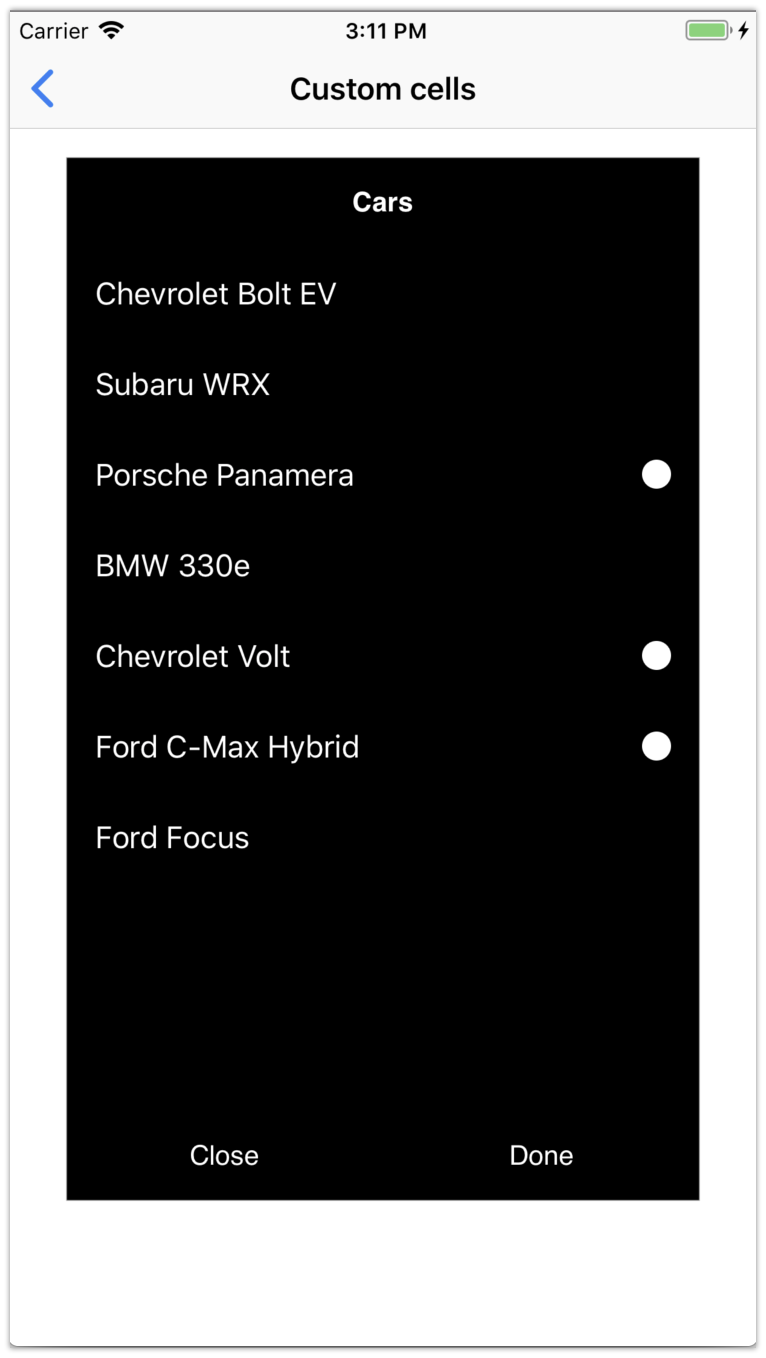 Carrier 3:11 PM
Custom cells
Cars
Chevrolet Bolt EV
Subaru WRX
Porsche Panamera
BMW 330e
Chevrolet Volt
Ford C-Max Hybrid
Ford Focus
Close Done